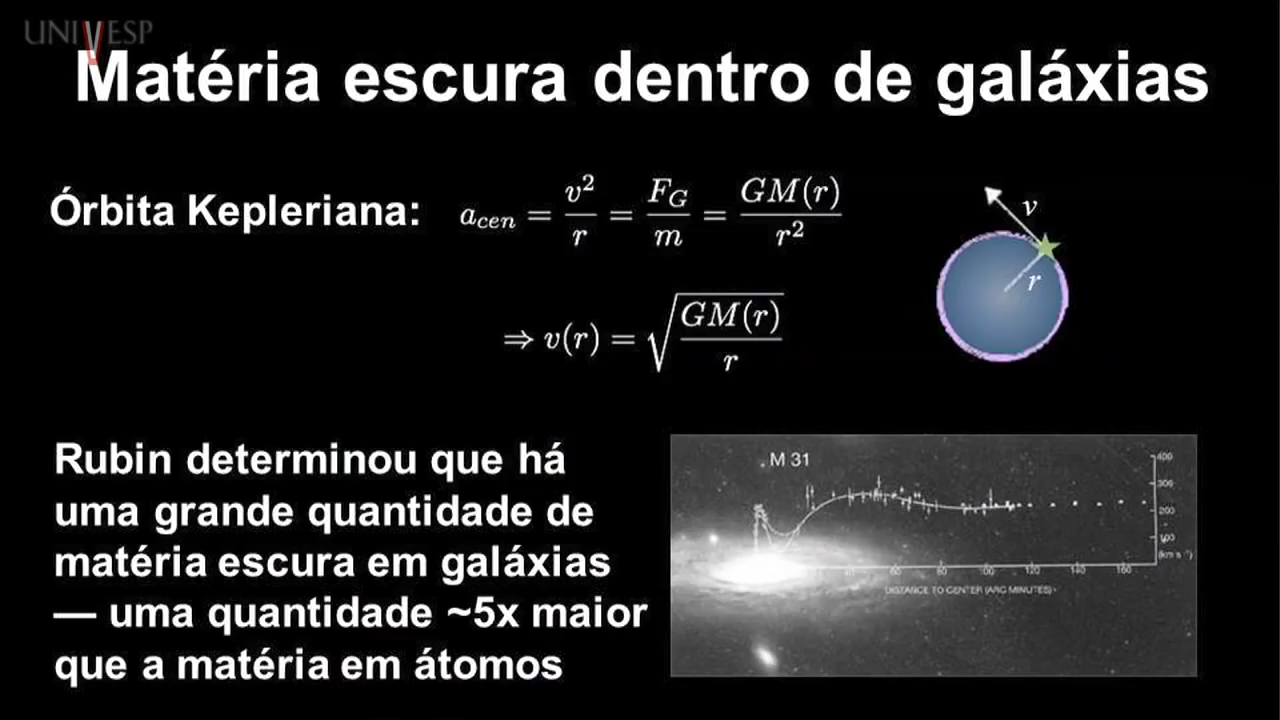 UNIVESP
Matéria escura dentro de galáxias
Órbita Kepleriana: a_cen = v²/r = F_G/m = GM(r)/r²
⇒ v(r) = √(GM(r)/r)
v
r
Rubin determinou que há
uma grande quantidade de
matéria escura em galáxias
— uma quantidade ~5x maior
que a matéria em átomos
M 31
400
300
200
100
(km s⁻¹)
60 80 100 120 140 160
DISTANCE TO CENTER (ARC MINUTES)